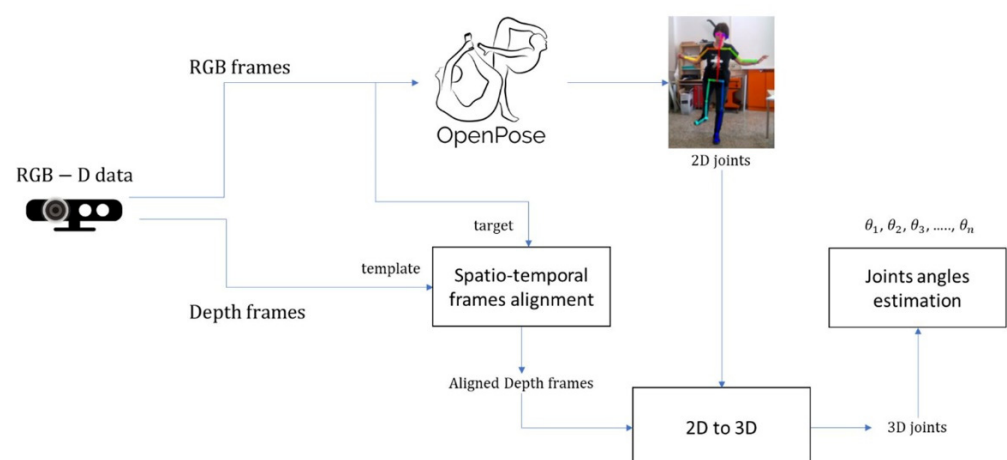 RGB frames
OpenPose
2D joints
RGB − D data
target
θ₁, θ₂, θ₃, ....., θₙ
template
Spatio-temporal
frames alignment
Joints angles
estimation
Depth frames
Aligned Depth frames
2D to 3D
3D joints